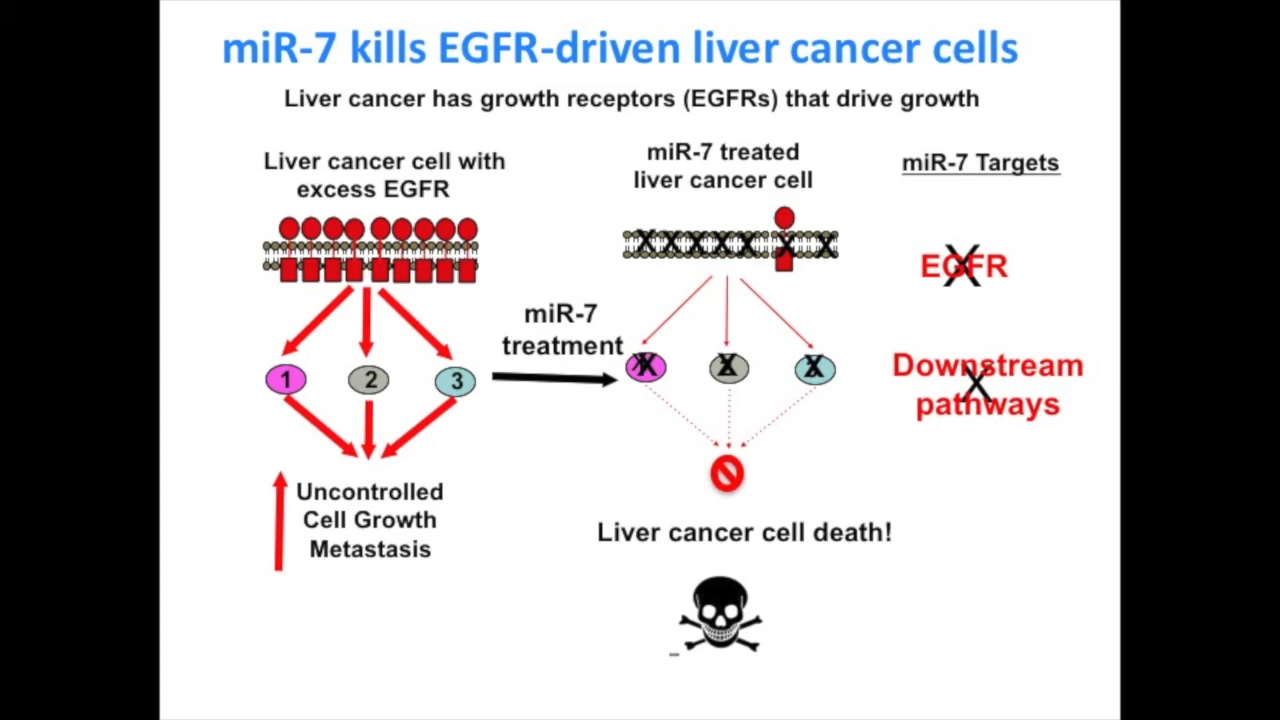 miR-7 kills EGFR-driven liver cancer cells
Liver cancer has growth receptors (EGFRs) that drive growth
Liver cancer cell with
excess EGFR
miR-7 treated
liver cancer cell
miR-7 Targets
EGFR
miR-7
treatment
1
2
3
X
X
X
Downstream
pathways
Uncontrolled
Cell Growth
Metastasis
Liver cancer cell death!